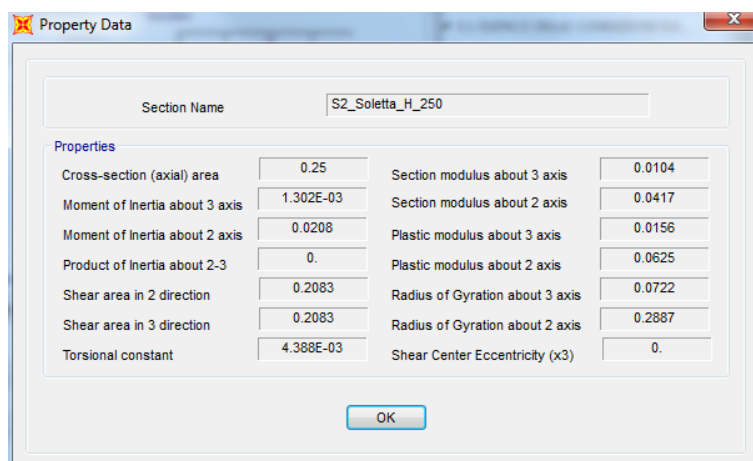 Property Data
Section Name S2_Soletta_H_250
Properties
Cross-section (axial) area 0.25 Section modulus about 3 axis 0.0104
Moment of Inertia about 3 axis 1.302E-03 Section modulus about 2 axis 0.0417
Moment of Inertia about 2 axis 0.0208 Plastic modulus about 3 axis 0.0156
Product of Inertia about 2-3 0. Plastic modulus about 2 axis 0.0625
Shear area in 2 direction 0.2083 Radius of Gyration about 3 axis 0.0722
Shear area in 3 direction 0.2083 Radius of Gyration about 2 axis 0.2887
Torsional constant 4.388E-03 Shear Center Eccentricity (x3) 0.
OK